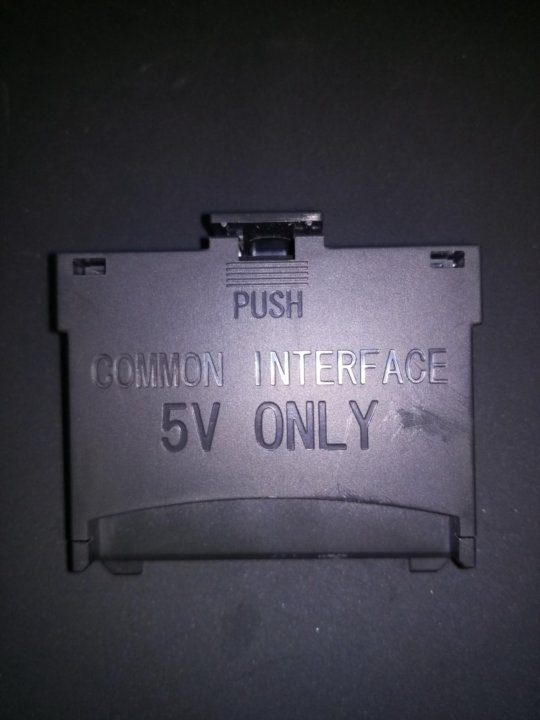 PUSH
COMMON INTERFACE
5V ONLY